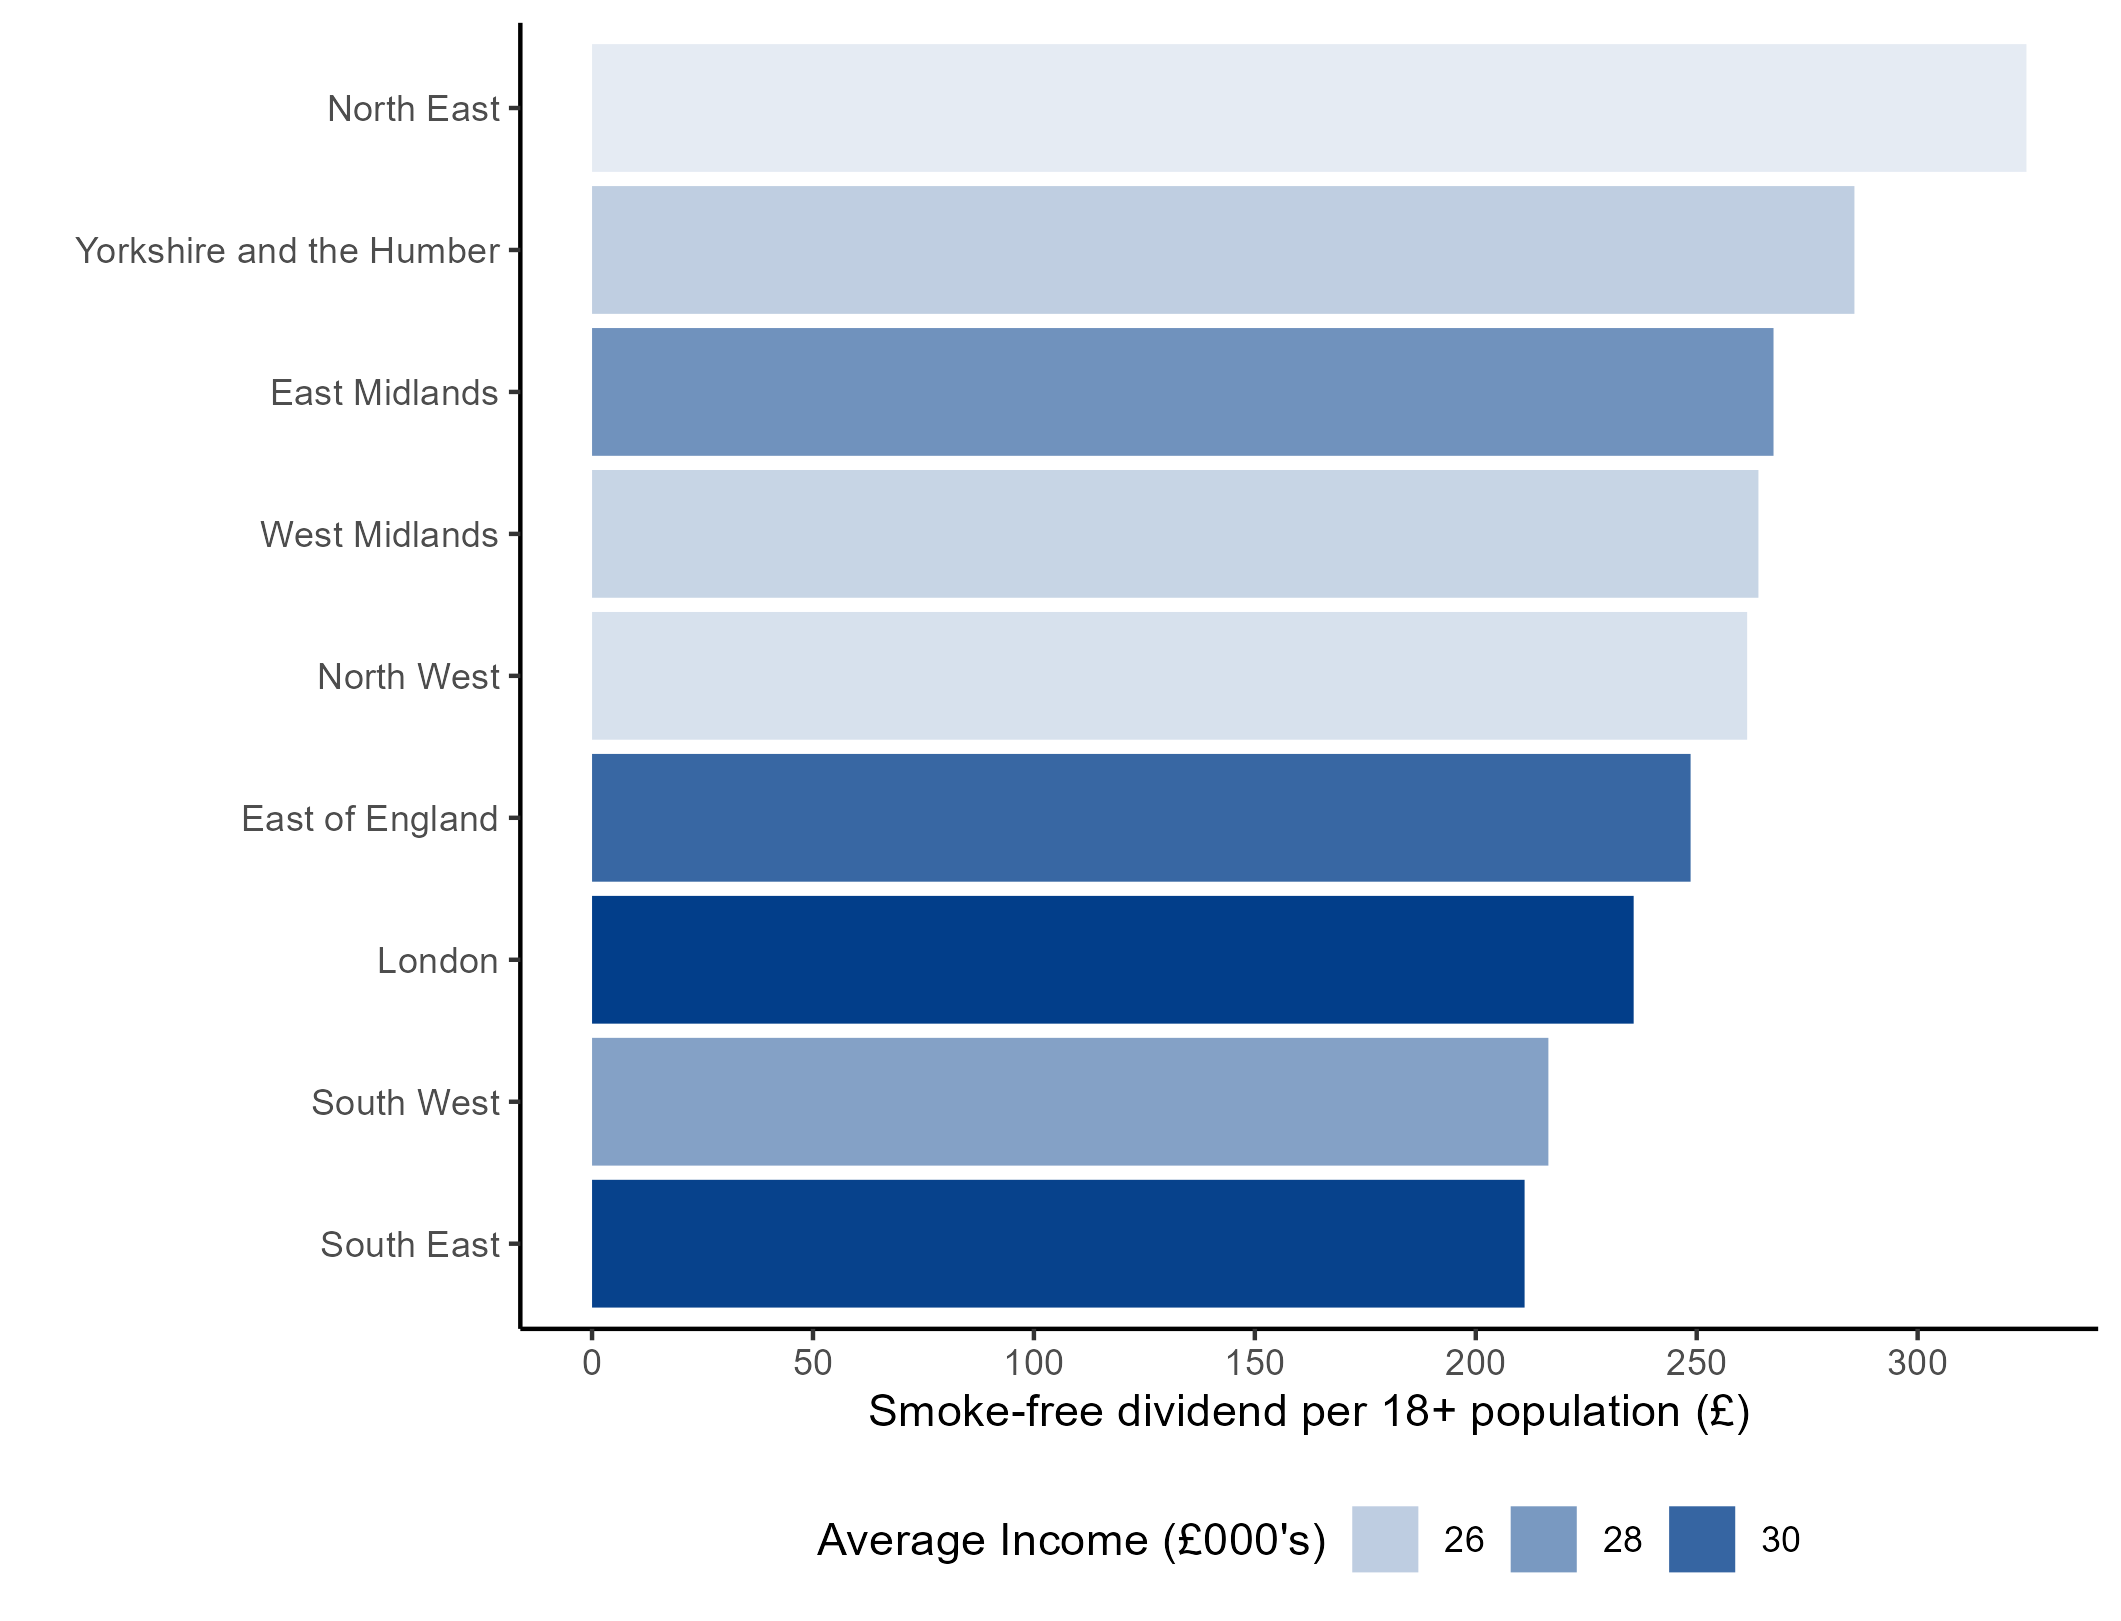 North East
Yorkshire and the Humber
East Midlands
West Midlands
North West
East of England
London
South West
South East
0 50 100 150 200 250 300
Smoke-free dividend per 18+ population (£)
Average Income (£000's) 26 28 30